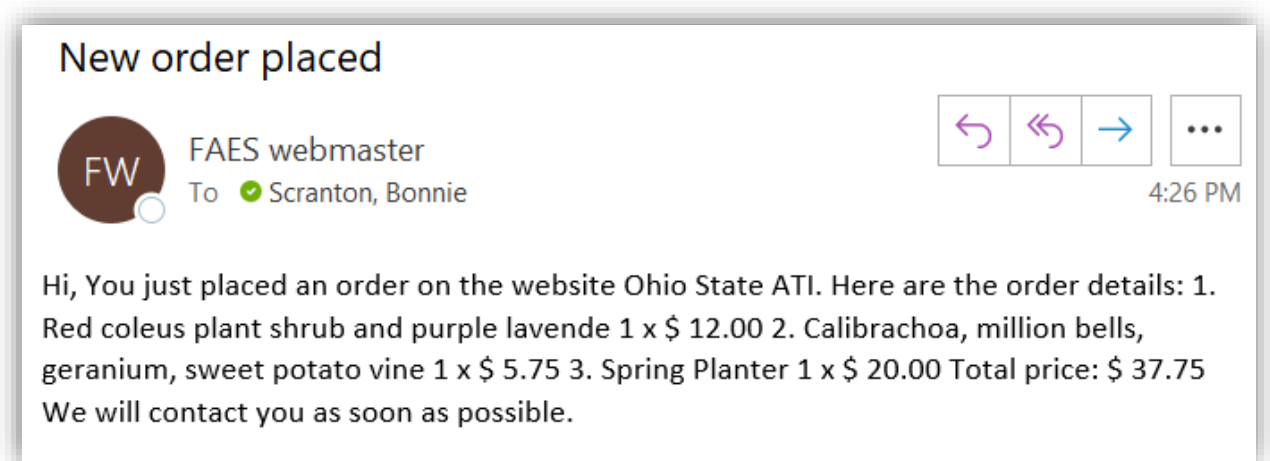 New order placed
FW
FAES webmaster
To Scranton, Bonnie
4:26 PM
Hi, You just placed an order on the website Ohio State ATI. Here are the order details: 1.
Red coleus plant shrub and purple lavende 1 x $ 12.00 2. Calibrachoa, million bells,
geranium, sweet potato vine 1 x $ 5.75 3. Spring Planter 1 x $ 20.00 Total price: $ 37.75
We will contact you as soon as possible.